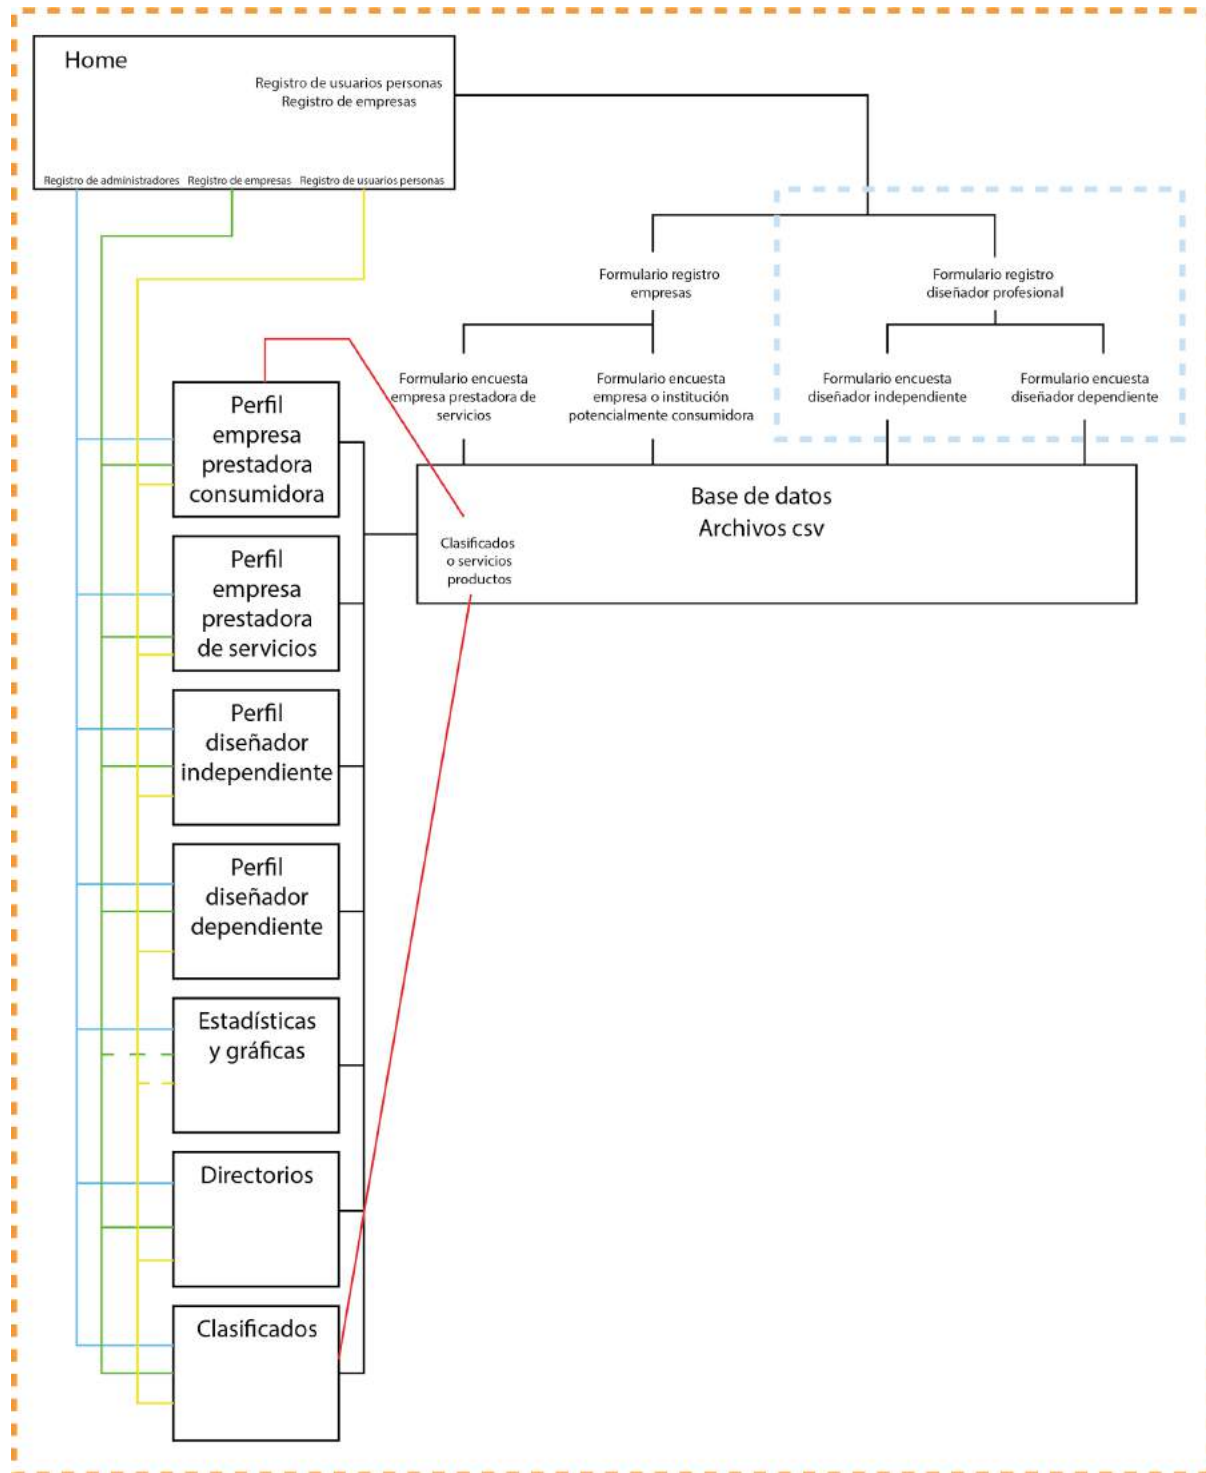 Home
Registro de usuarios personas
Registro de empresas
Registro de administradores
Registro de empresas
Registro de usuarios personas
Formulario registro
empresas
Formulario registro
diseñador profesional
Formulario encuesta
empresa prestadora de
servicios
Formulario encuesta
empresa o institución
potencialmente consumidora
Formulario encuesta
diseñador independiente
Formulario encuesta
diseñador dependiente
Base de datos
Archivos csv
Clasificados
o servicios
productos
Perfil
empresa
prestadora
consumidora
Perfil
empresa
prestadora
de servicios
Perfil
diseñador
independiente
Perfil
diseñador
dependiente
Estadísticas
y gráficas
Directorios
Clasificados